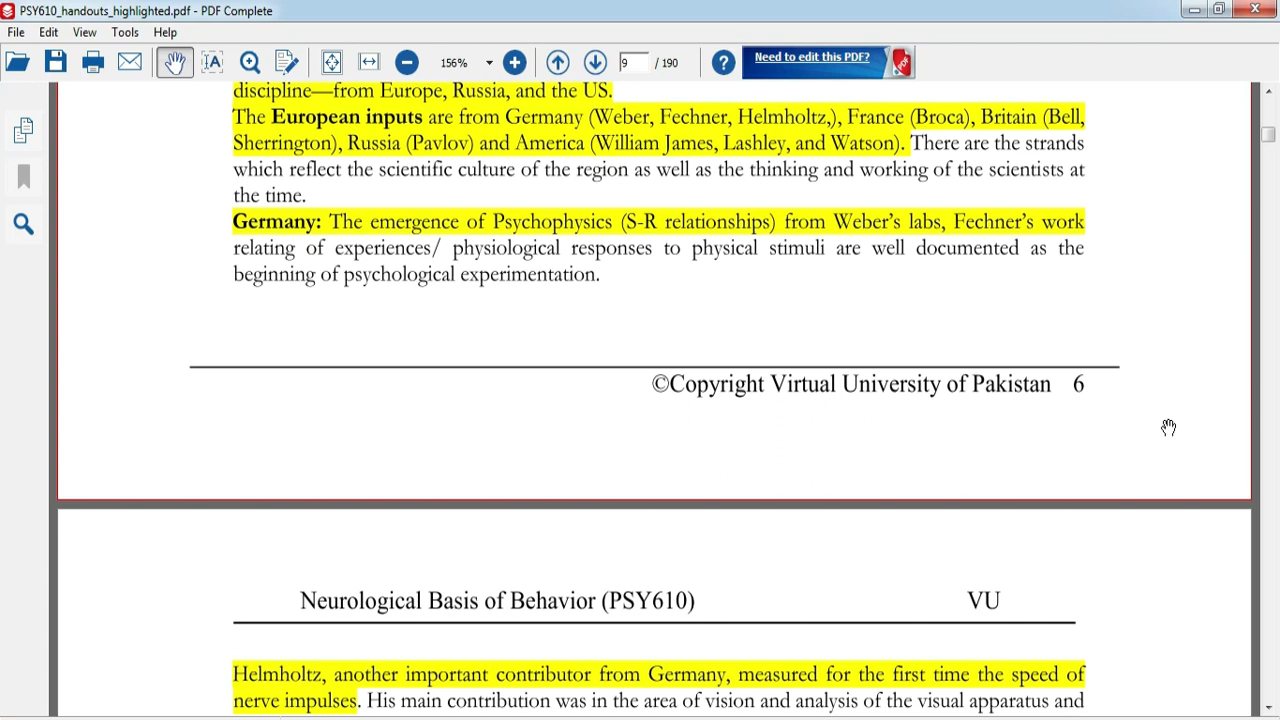 PSY610_handouts_highlighted.pdf - PDF Complete
File Edit View Tools Help
156% 9 / 190 Need to edit this PDF? PDF
discipline—from Europe, Russia, and the US.
The European inputs are from Germany (Weber, Fechner, Helmholtz,), France (Broca), Britain (Bell,
Sherrington), Russia (Pavlov) and America (William James, Lashley, and Watson). There are the strands
which reflect the scientific culture of the region as well as the thinking and working of the scientists at
the time.
Germany: The emergence of Psychophysics (S-R relationships) from Weber’s labs, Fechner’s work
relating of experiences/ physiological responses to physical stimuli are well documented as the
beginning of psychological experimentation.
©Copyright Virtual University of Pakistan 6
Neurological Basis of Behavior (PSY610) VU
Helmholtz, another important contributor from Germany, measured for the first time the speed of
nerve impulses. His main contribution was in the area of vision and analysis of the visual apparatus and